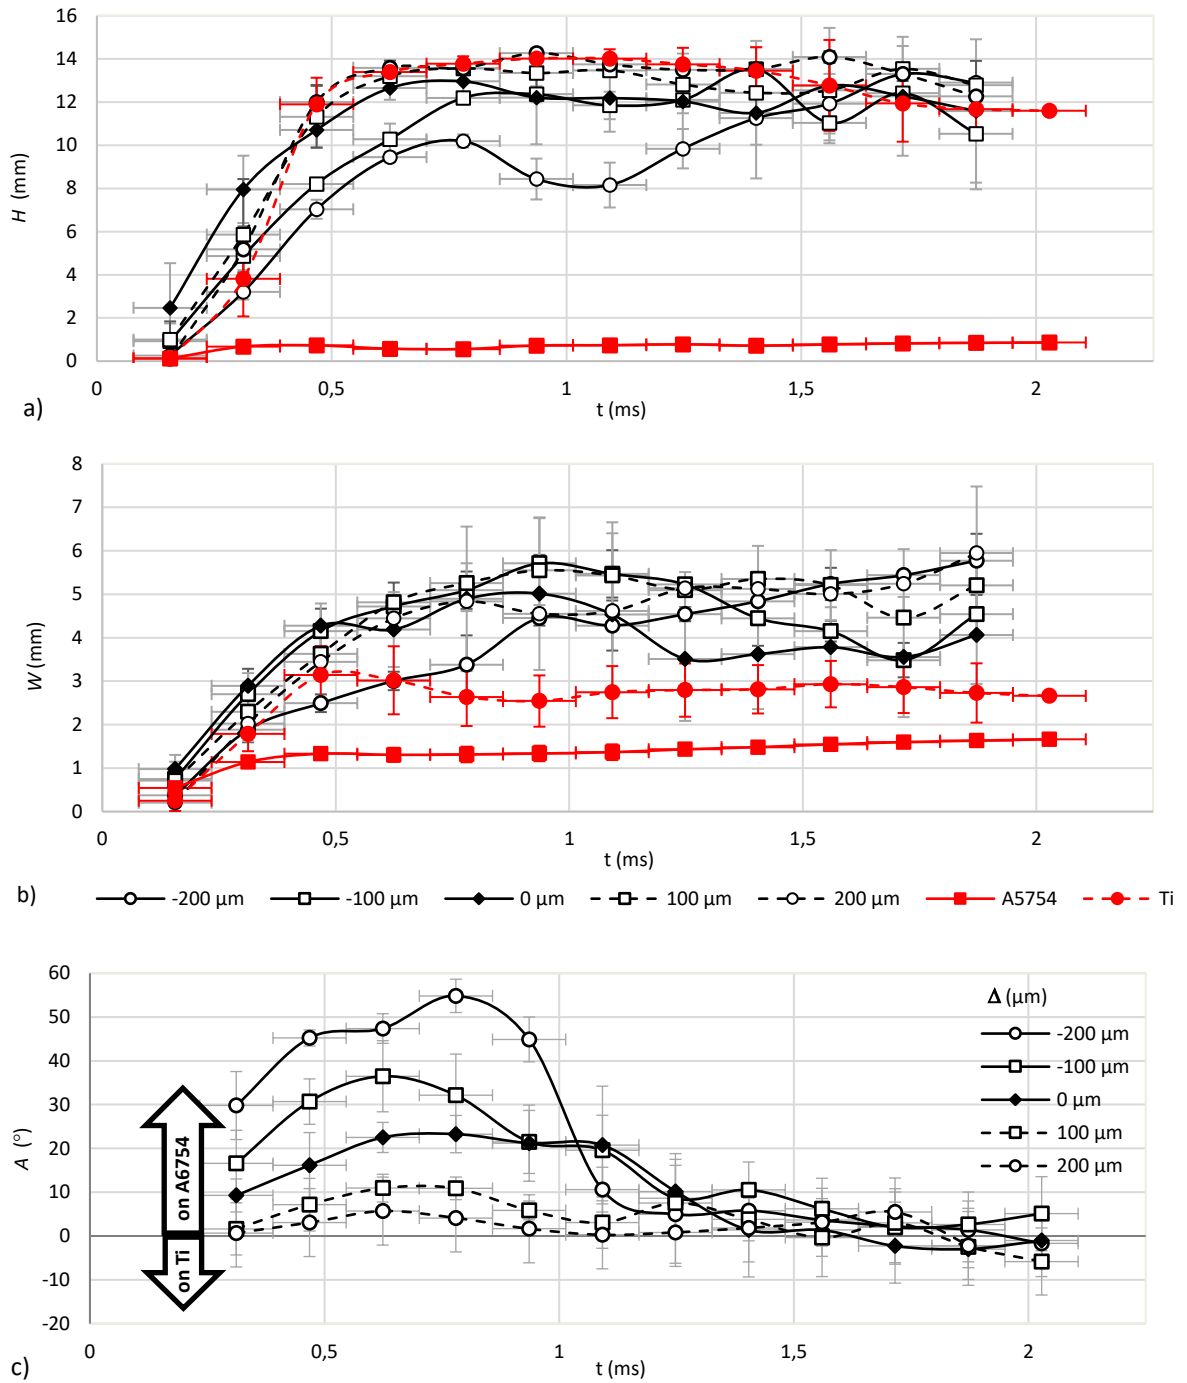 16
14
12
10
8
6
4
2
0
H (mm)
0 0,5 1 1,5 2
t (ms)
a)
8
7
6
5
4
3
2
1
0
W (mm)
0 0,5 1 1,5 2
t (ms)
b)
-200 µm -100 µm 0 µm 100 µm 200 µm A5754 Ti
60
50
40
30
20
10
0
-10
-20
A (°)
on A6754
on Ti
Δ (µm)
-200 µm
-100 µm
0 µm
100 µm
200 µm
0 0,5 1 1,5 2
t (ms)
c)